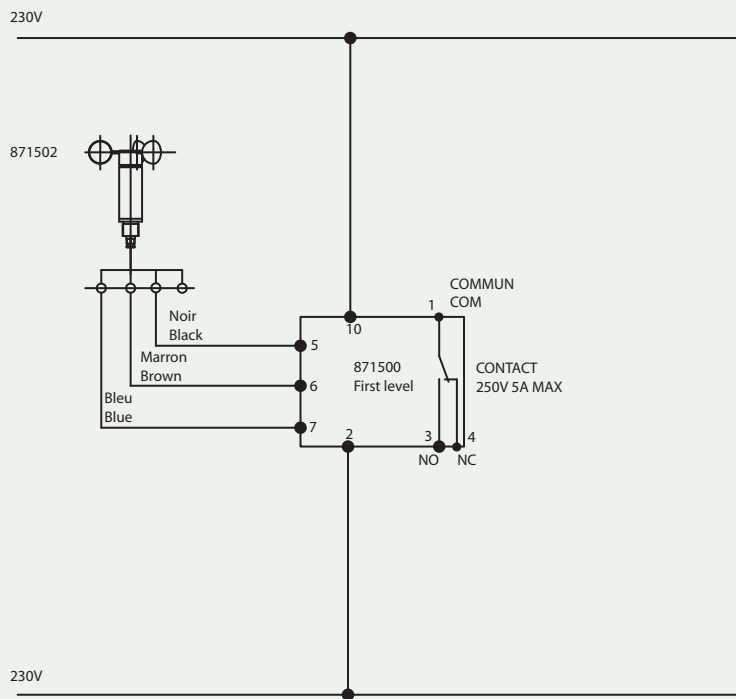 230V
871502
COMMUN
COM
1
10
Noir
Black
5
871500
First level
CONTACT
250V 5A MAX
Marron
Brown
6
Bleu
Blue
7
2
3
4
NO
NC
230V